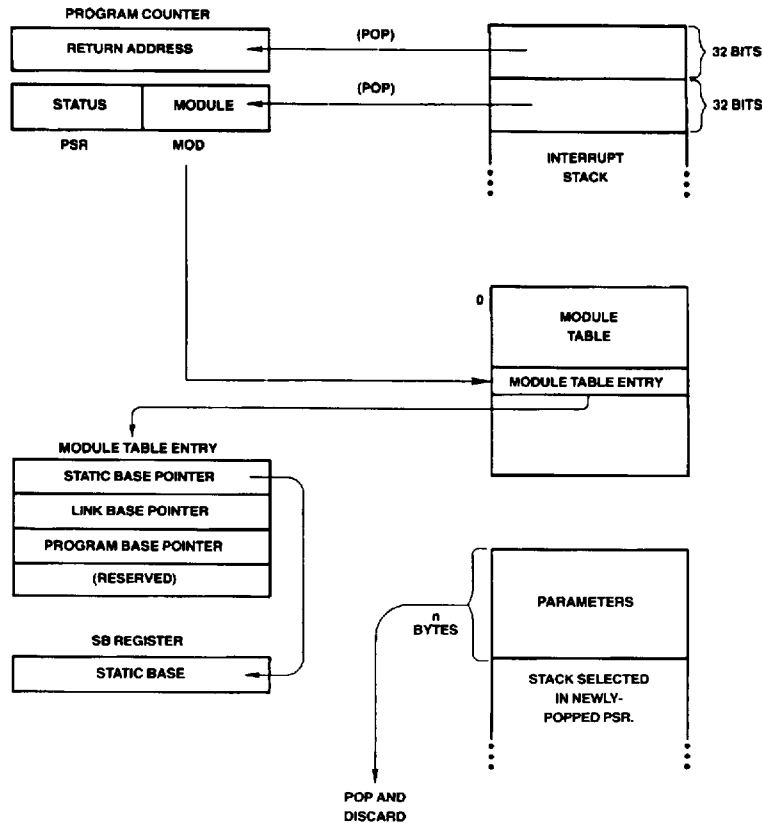 PROGRAM COUNTER
RETURN ADDRESS
(POP)
32 BITS
STATUS
MODULE
(POP)
32 BITS
PSR
MOD
INTERRUPT
STACK
0
MODULE
TABLE
MODULE TABLE ENTRY
MODULE TABLE ENTRY
STATIC BASE POINTER
LINK BASE POINTER
PROGRAM BASE POINTER
(RESERVED)
n
BYTES
PARAMETERS
SB REGISTER
STATIC BASE
STACK SELECTED
IN NEWLY-
POPPED PSR.
POP AND
DISCARD